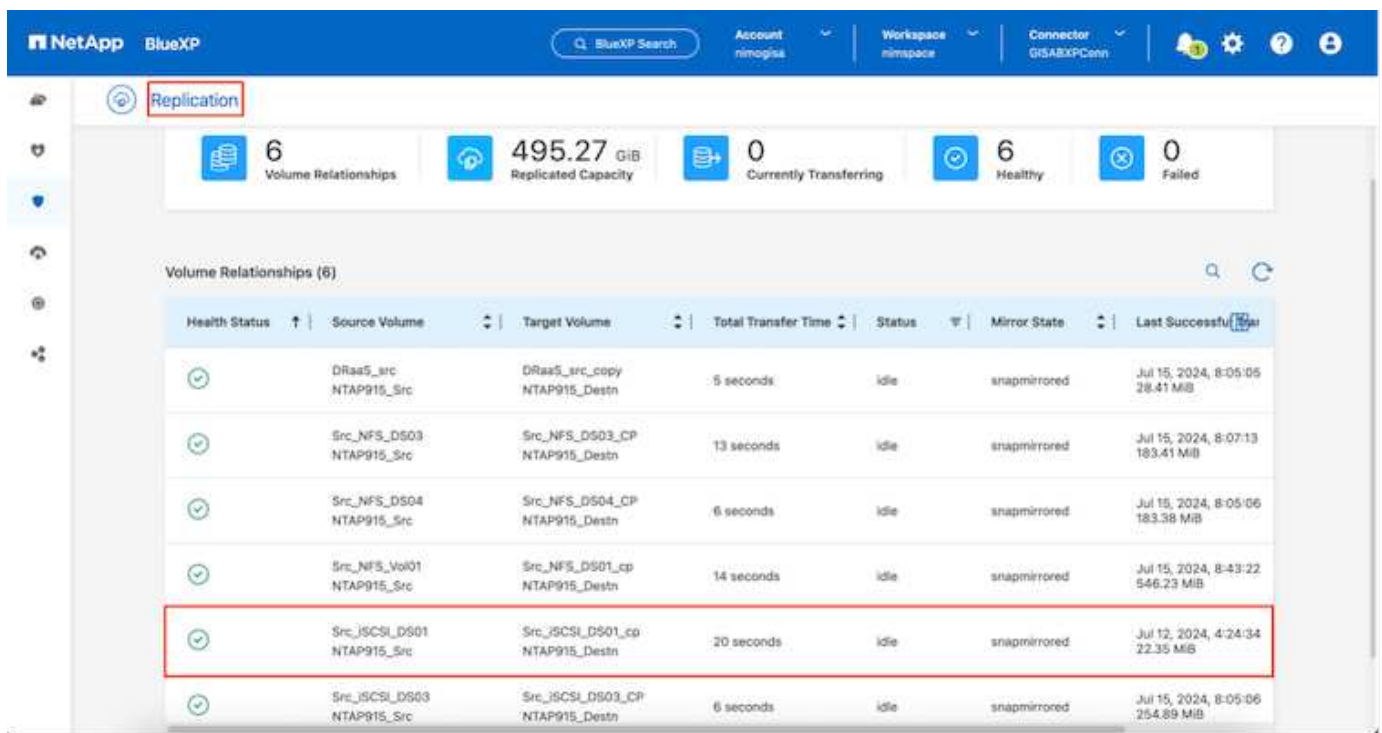 NetApp BlueXP
BlueXP Search
Account
nimogisa
Workspace
nimspace
Connector
GISABXPConn
Replication
6
Volume Relationships
495.27 GiB
Replicated Capacity
0
Currently Transferring
6
Healthy
0
Failed
Volume Relationships (6)
Health Status Source Volume Target Volume Total Transfer Time Status Mirror State Last Successful
DRaaS_src DRaaS_src_copy 5 seconds idle snapmirrored Jul 15, 2024, 8:05:05
NTAP915_Src NTAP915_Destn 28.41 MiB
Src_NFS_DS03 Src_NFS_DS03_CP 13 seconds idle snapmirrored Jul 15, 2024, 8:07:13
NTAP915_Src NTAP915_Destn 183.41 MiB
Src_NFS_DS04 Src_NFS_DS04_CP 6 seconds idle snapmirrored Jul 15, 2024, 8:05:06
NTAP915_Src NTAP915_Destn 183.38 MiB
Src_NFS_Vol01 Src_NFS_DS01_cp 14 seconds idle snapmirrored Jul 15, 2024, 8:43:22
NTAP915_Src NTAP915_Destn 546.23 MiB
Src_iSCSI_DS01 Src_iSCSI_DS01_cp 20 seconds idle snapmirrored Jul 12, 2024, 4:24:34
NTAP915_Src NTAP915_Destn 22.35 MiB
Src_iSCSI_DS03 Src_iSCSI_DS03_CP 6 seconds idle snapmirrored Jul 15, 2024, 8:05:06
NTAP915_Src NTAP915_Destn 254.89 MiB